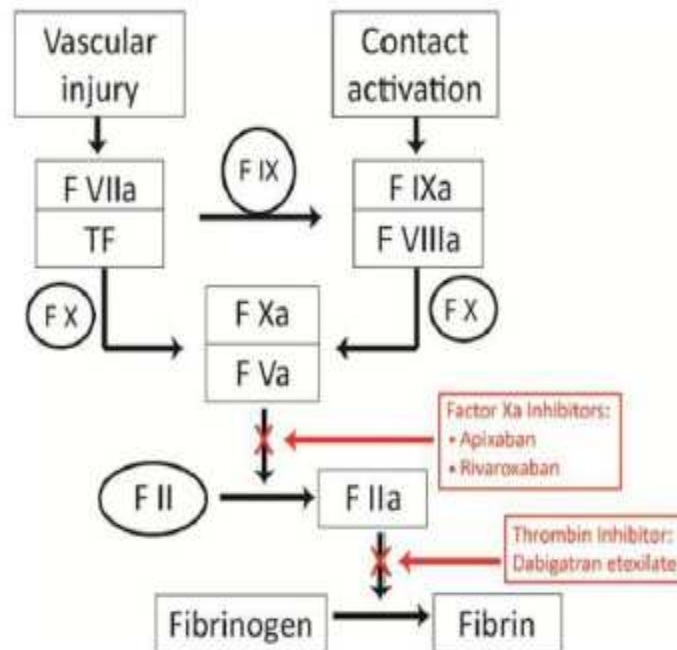 Vascular
injury
Contact
activation
F VIIa
TF
F IX
F IXa
F VIIIa
F X
F Xa
F Va
F X
Factor Xa Inhibitors:
• Apixaban
• Rivaroxaban
F II
F IIa
Thrombin Inhibitor:
Dabigatran etexilate
Fibrinogen
Fibrin